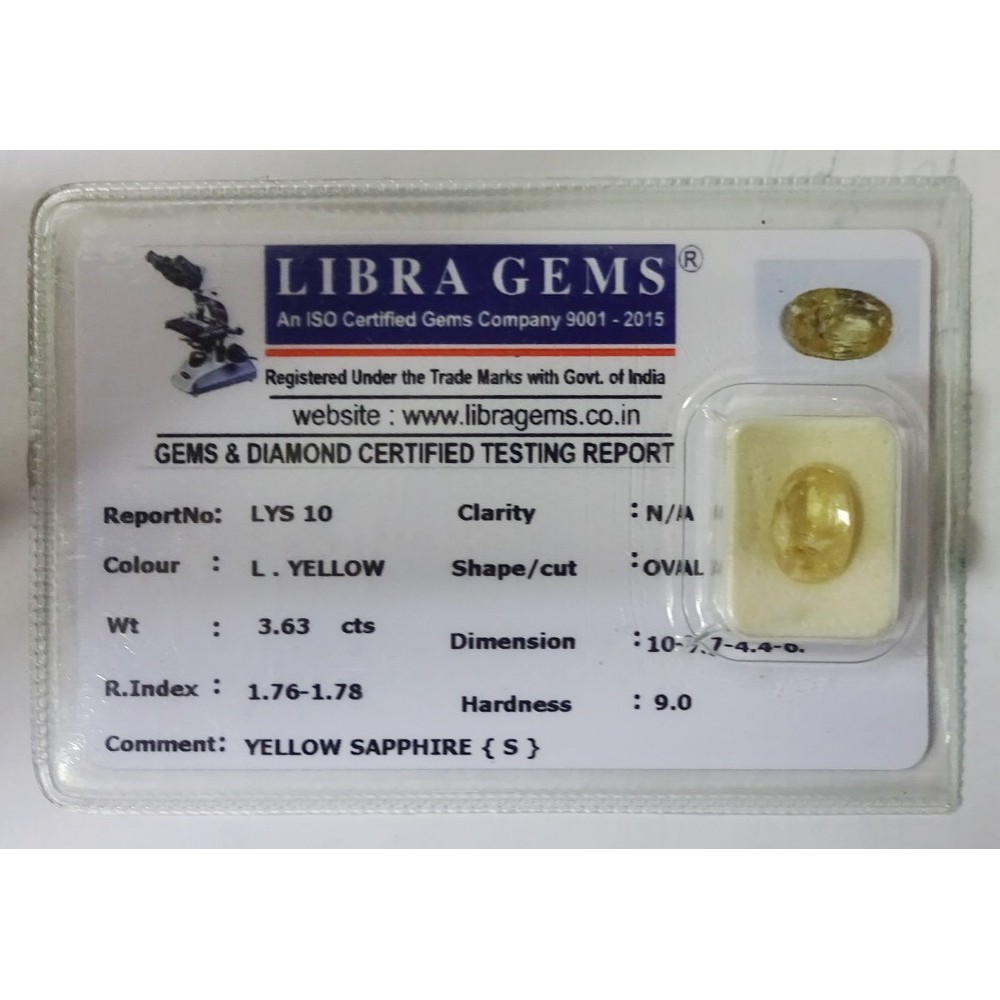 LIBRA GEMS ®
An ISO Certified Gems Company 9001 - 2015
Registered Under the Trade Marks with Govt. of India
website : www.libragems.co.in
GEMS & DIAMOND CERTIFIED TESTING REPORT
ReportNo: LYS 10 Clarity : N/A
Colour : L . YELLOW Shape/cut : OVAL
Wt : 3.63 cts Dimension :
R.Index : 1.76-1.78 Hardness : 9.0
Comment: YELLOW SAPPHIRE { S }